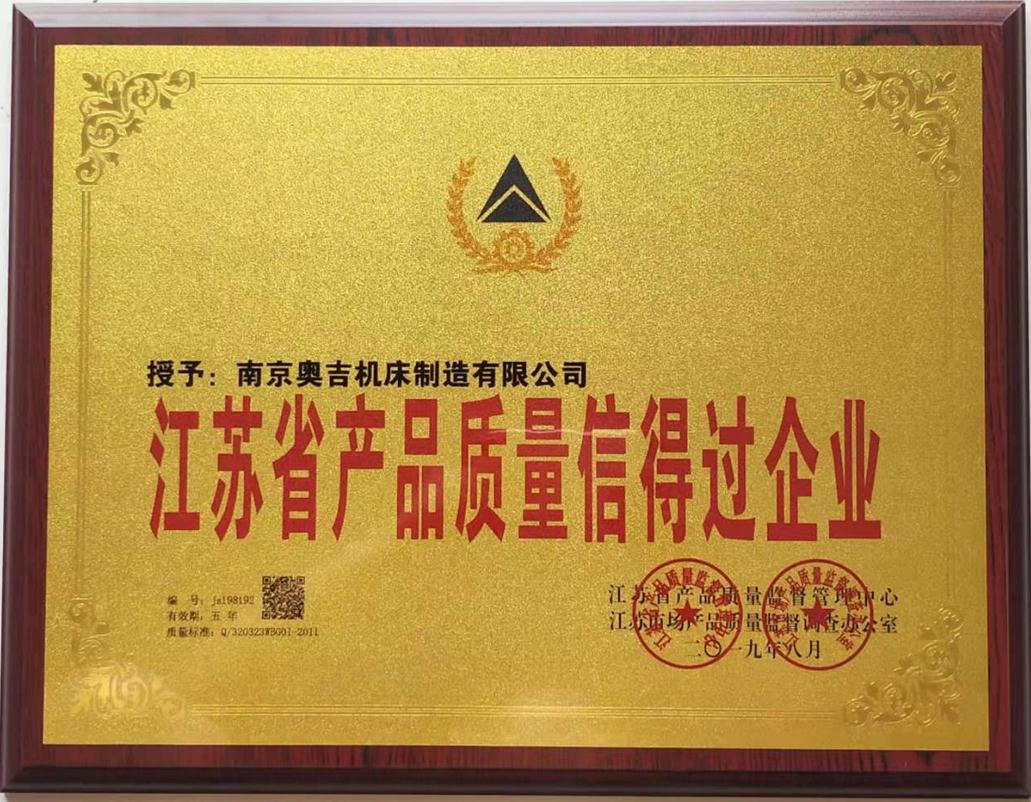 授予：南京奥吉机床制造有限公司
江苏省产品质量信得过企业
编 号：js198192
有效期：五 年
质量标准：Q/320323WBG01-2011
江苏省产品质量监督管理中心
江苏市场产品质量监督调查办公室
二〇一九年八月